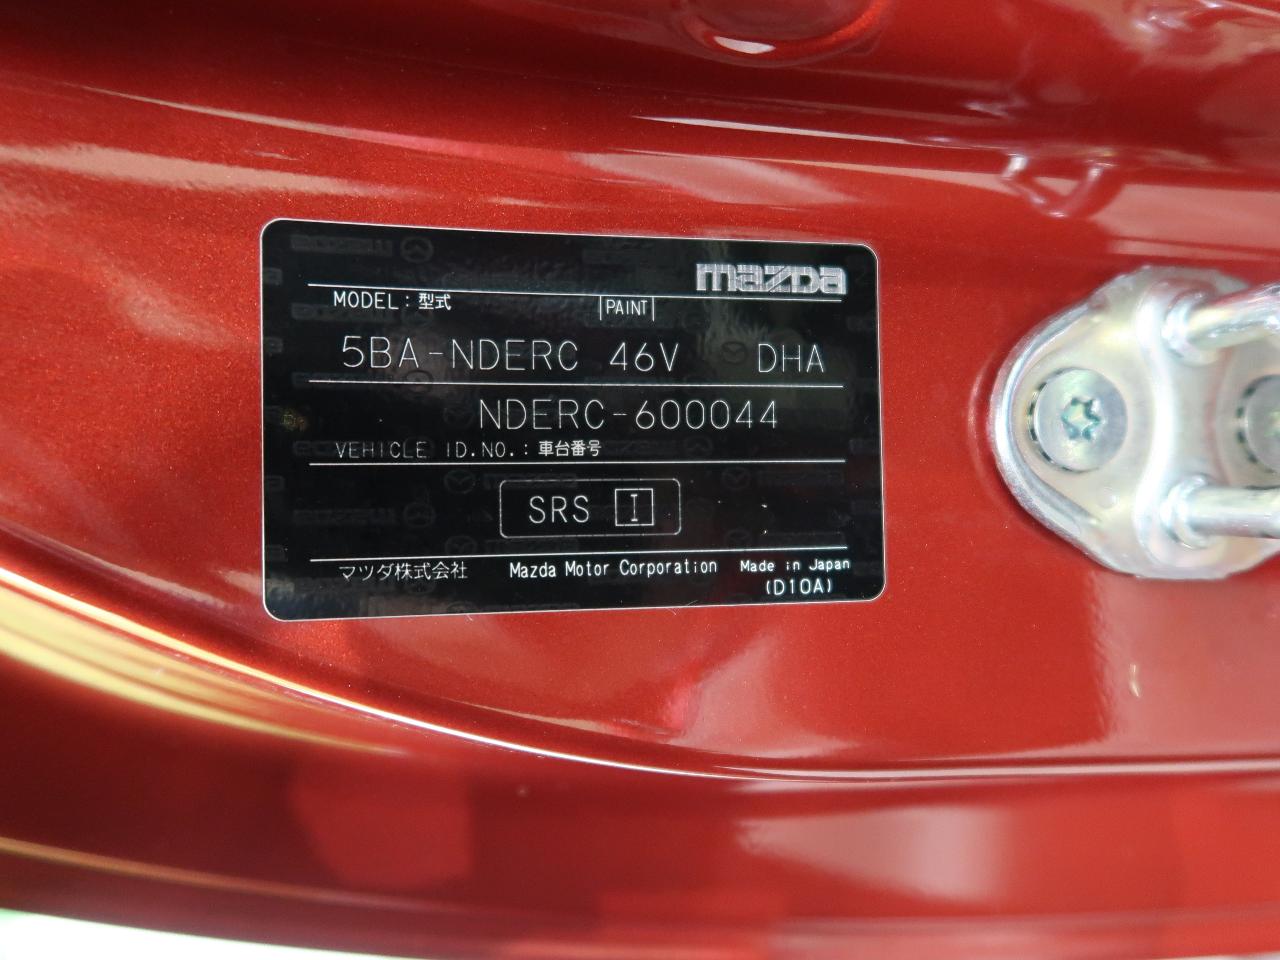 mazda
MODEL：型式 PAINT
5BA-NDERC 46V DHA
NDERC-600044
VEHICLE ID.NO.：車台番号
SRS I
マツダ株式会社 Mazda Motor Corporation Made in Japan
(D10A)